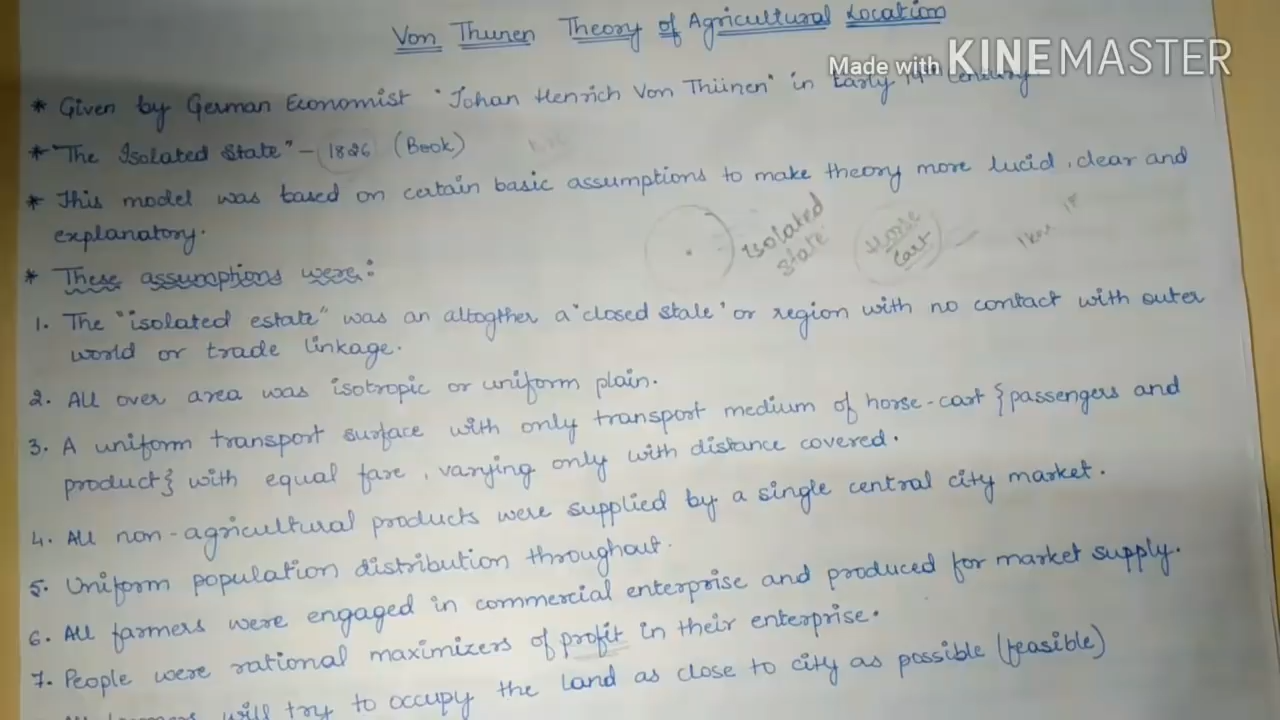 Von Thunen Theory of Agricultural Location
Made with KINEMASTER
* Given by German Economist "Johan Henrich Von Thünen" in Early 19th Century
* "The Isolated State" – 1826 (Book)
* This model was based on certain basic assumptions to make theory more lucid, clear and
explanatory.
isolated
state
Horse
cart
1km
* These assumptions were:
1. The "isolated estate" was an altogther a 'closed state' or region with no contact with outer
world or trade linkage.
2. All over area was isotropic or uniform plain.
3. A uniform transport surface with only transport medium of horse-cart {passengers and
product} with equal fare, varying only with distance covered.
4. All non-agricultural products were supplied by a single central city market.
5. Uniform population distribution throughout.
6. All farmers were engaged in commercial enterprise and produced for market supply.
7. People were rational maximizers of profit in their enterprise.
will try to occupy the land as close to city as possible (feasible)